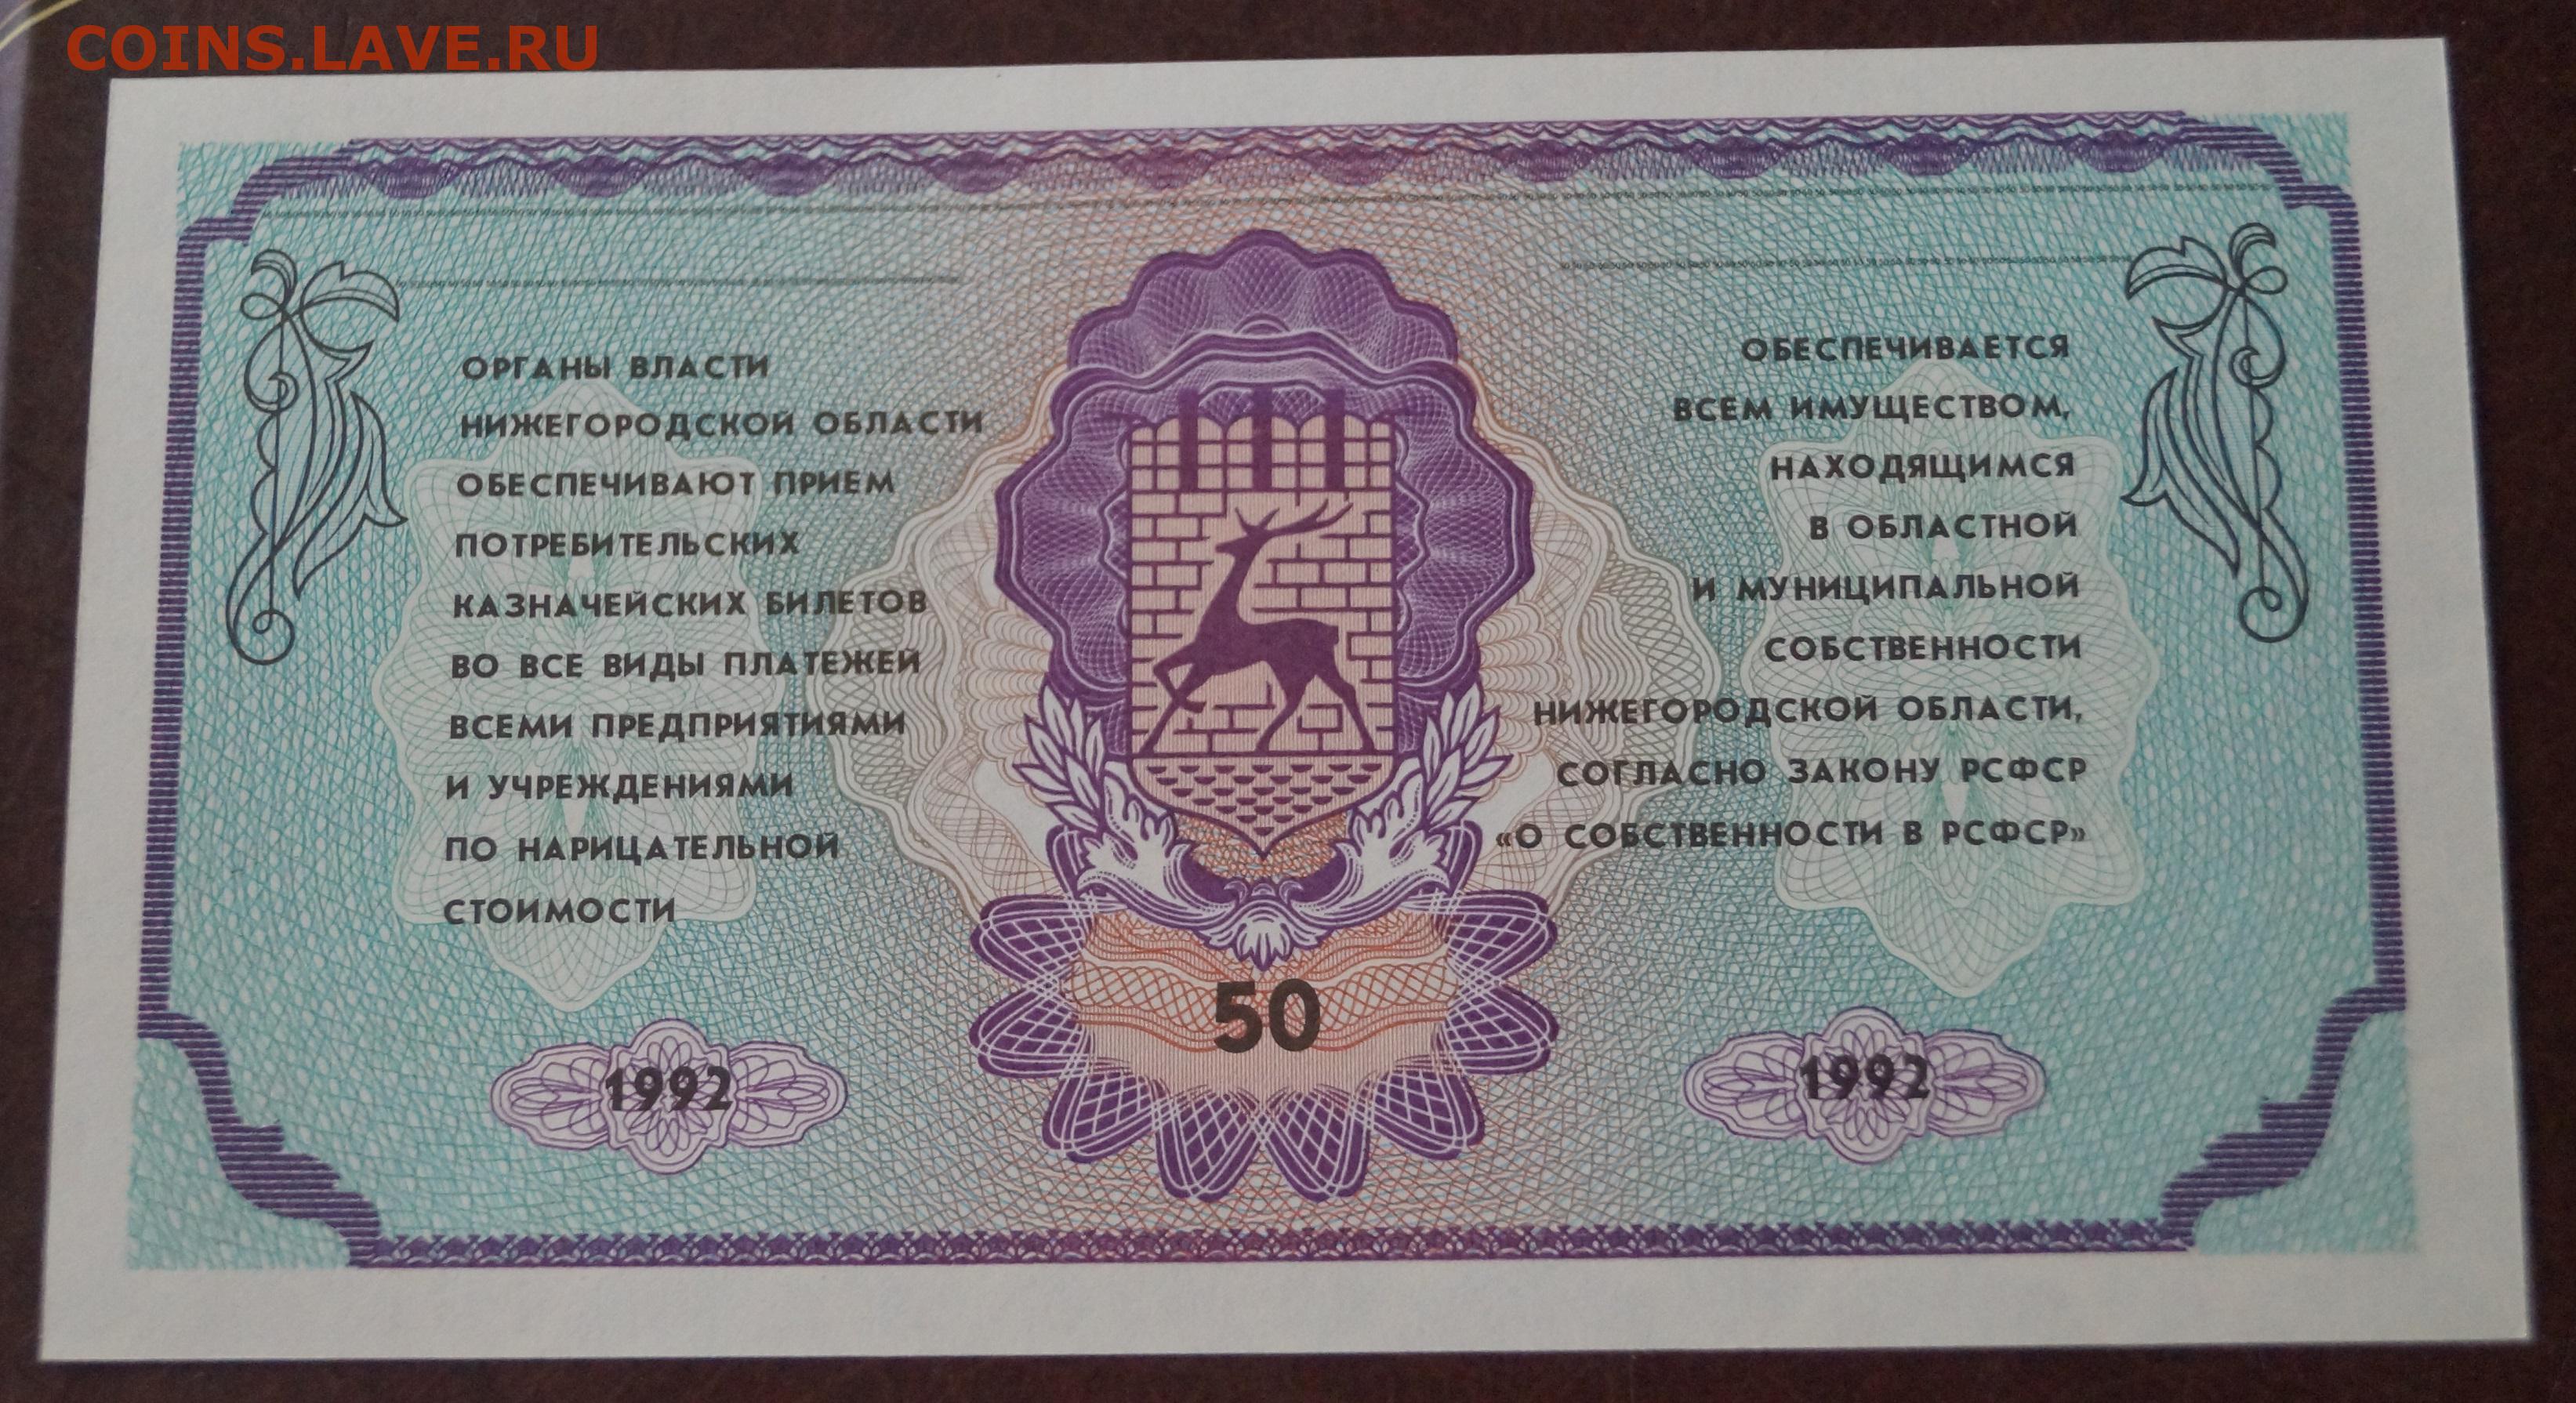 COINS.LAVE.RU
ОРГАНЫ ВЛАСТИ
НИЖЕГОРОДСКОЙ ОБЛАСТИ
ОБЕСПЕЧИВАЮТ ПРИЕМ
ПОТРЕБИТЕЛЬСКИХ
КАЗНАЧЕЙСКИХ БИЛЕТОВ
ВО ВСЕ ВИДЫ ПЛАТЕЖЕЙ
ВСЕМИ ПРЕДПРИЯТИЯМИ
И УЧРЕЖДЕНИЯМИ
ПО НАРИЦАТЕЛЬНОЙ
СТОИМОСТИ
1992
50
ОБЕСПЕЧИВАЕТСЯ
ВСЕМ ИМУЩЕСТВОМ,
НАХОДЯЩИМСЯ
В ОБЛАСТНОЙ
И МУНИЦИПАЛЬНОЙ
СОБСТВЕННОСТИ
НИЖЕГОРОДСКОЙ ОБЛАСТИ,
СОГЛАСНО ЗАКОНУ РСФСР
«О СОБСТВЕННОСТИ В РСФСР»
1992